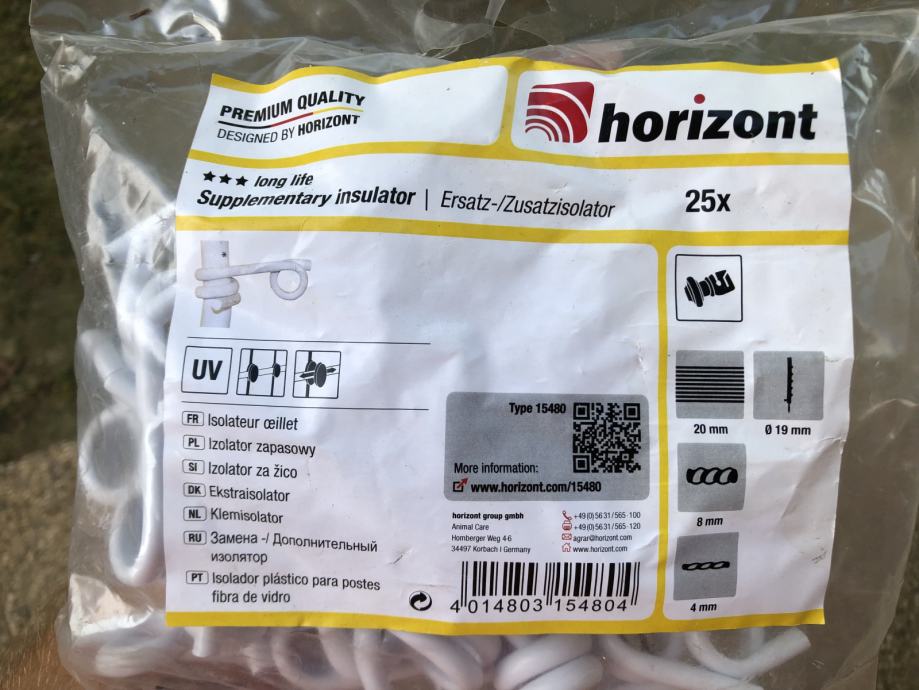 PREMIUM QUALITY
DESIGNED BY HORIZONT
horizont
★★★ long life
Supplementary insulator | Ersatz-/Zusatzisolator
25x
UV
FR Isolateur œillet
PL Izolator zapasowy
SI Izolator za žico
DK Ekstraisolator
NL Klemisolator
RU Замена -/ Дополнительный
изолятор
PT Isolador plástico para postes
fibra de vidro
Type 15480
More information:
www.horizont.com/15480
horizont group gmbh
Animal Care
Homberger Weg 4-6
34497 Korbach I Germany
+49 (0) 56 31 / 565-100
+49 (0) 56 31 / 565-120
agrar@horizont.com
www.horizont.com
4 014803 154804
20 mm
Ø 19 mm
8 mm
4 mm